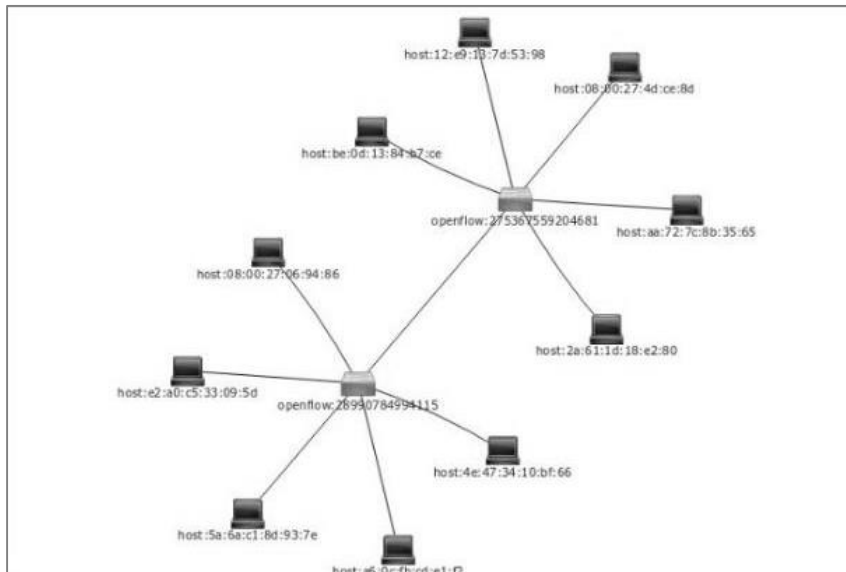 host:12:e9:13:7d:53:98
host:08:00:27:4d:ce:8d
host:be:0d:13:84:b7:ce
openflow:275367559204681
host:aa:72:7c:8b:35:65
host:08:00:27:06:94:86
host:2a:61:1d:18:e2:80
host:e2:a0:c5:33:09:5d
openflow:28990784994115
host:4e:47:34:10:bf:66
host:5a:6a:c1:8d:93:7e